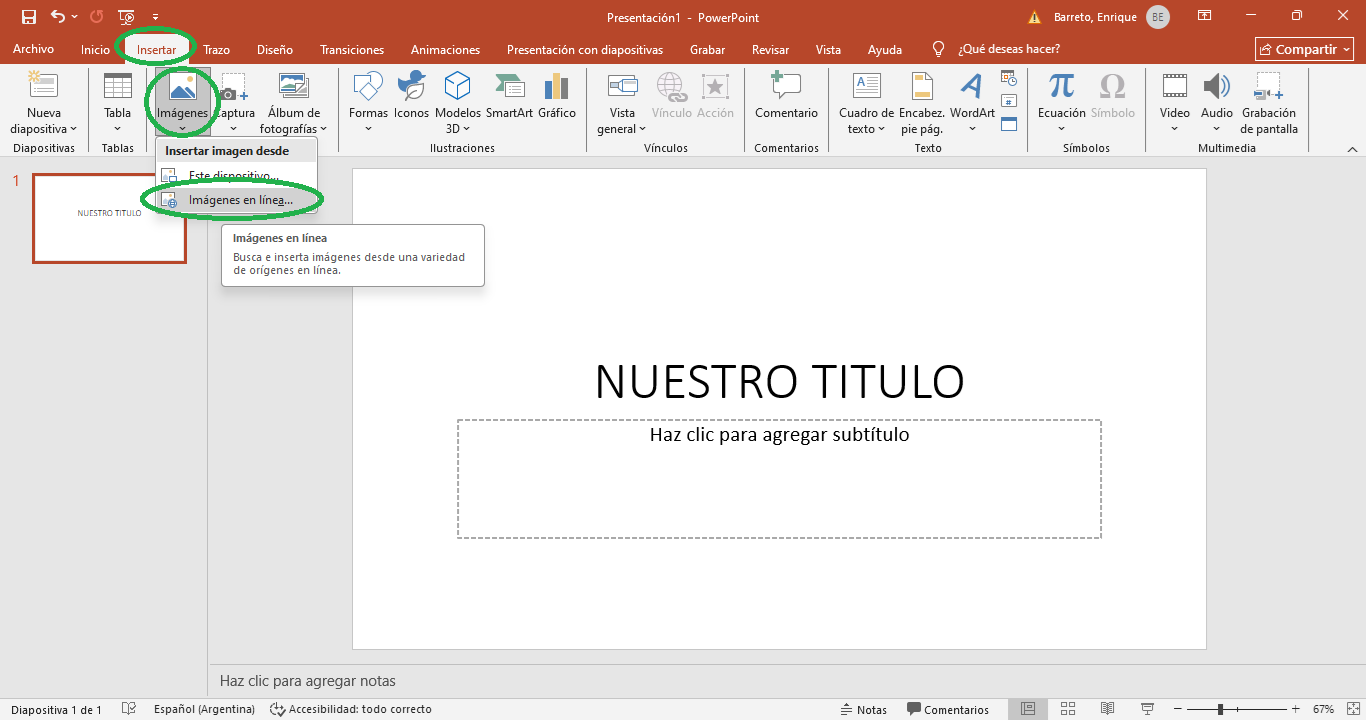 Presentación1 - PowerPoint
Barreto, Enrique
BE
Archivo
Inicio
Insertar
Trazo
Diseño
Transiciones
Animaciones
Presentación con diapositivas
Grabar
Revisar
Vista
Ayuda
¿Qué deseas hacer?
Compartir
Nueva
diapositiva
Tabla
Imágenes
Captura
Álbum de
fotografías
Formas
Iconos
Modelos
3D
SmartArt
Gráfico
Vista
general
Vínculo
Acción
Comentario
Cuadro de
texto
Encabez.
pie pág.
WordArt
Ecuación
Símbolo
Video
Audio
Grabación
de pantalla
Diapositivas
Tablas
Ilustraciones
Vínculos
Comentarios
Texto
Símbolos
Multimedia
Insertar imagen desde
Este dispositivo...
Imágenes en línea...
Imágenes en línea
Busca e inserta imágenes desde una variedad
de orígenes en línea.
1
NUESTRO TITULO
NUESTRO TITULO
Haz clic para agregar subtítulo
Haz clic para agregar notas
Diapositiva 1 de 1
Español (Argentina)
Accesibilidad: todo correcto
Notas
Comentarios
67%